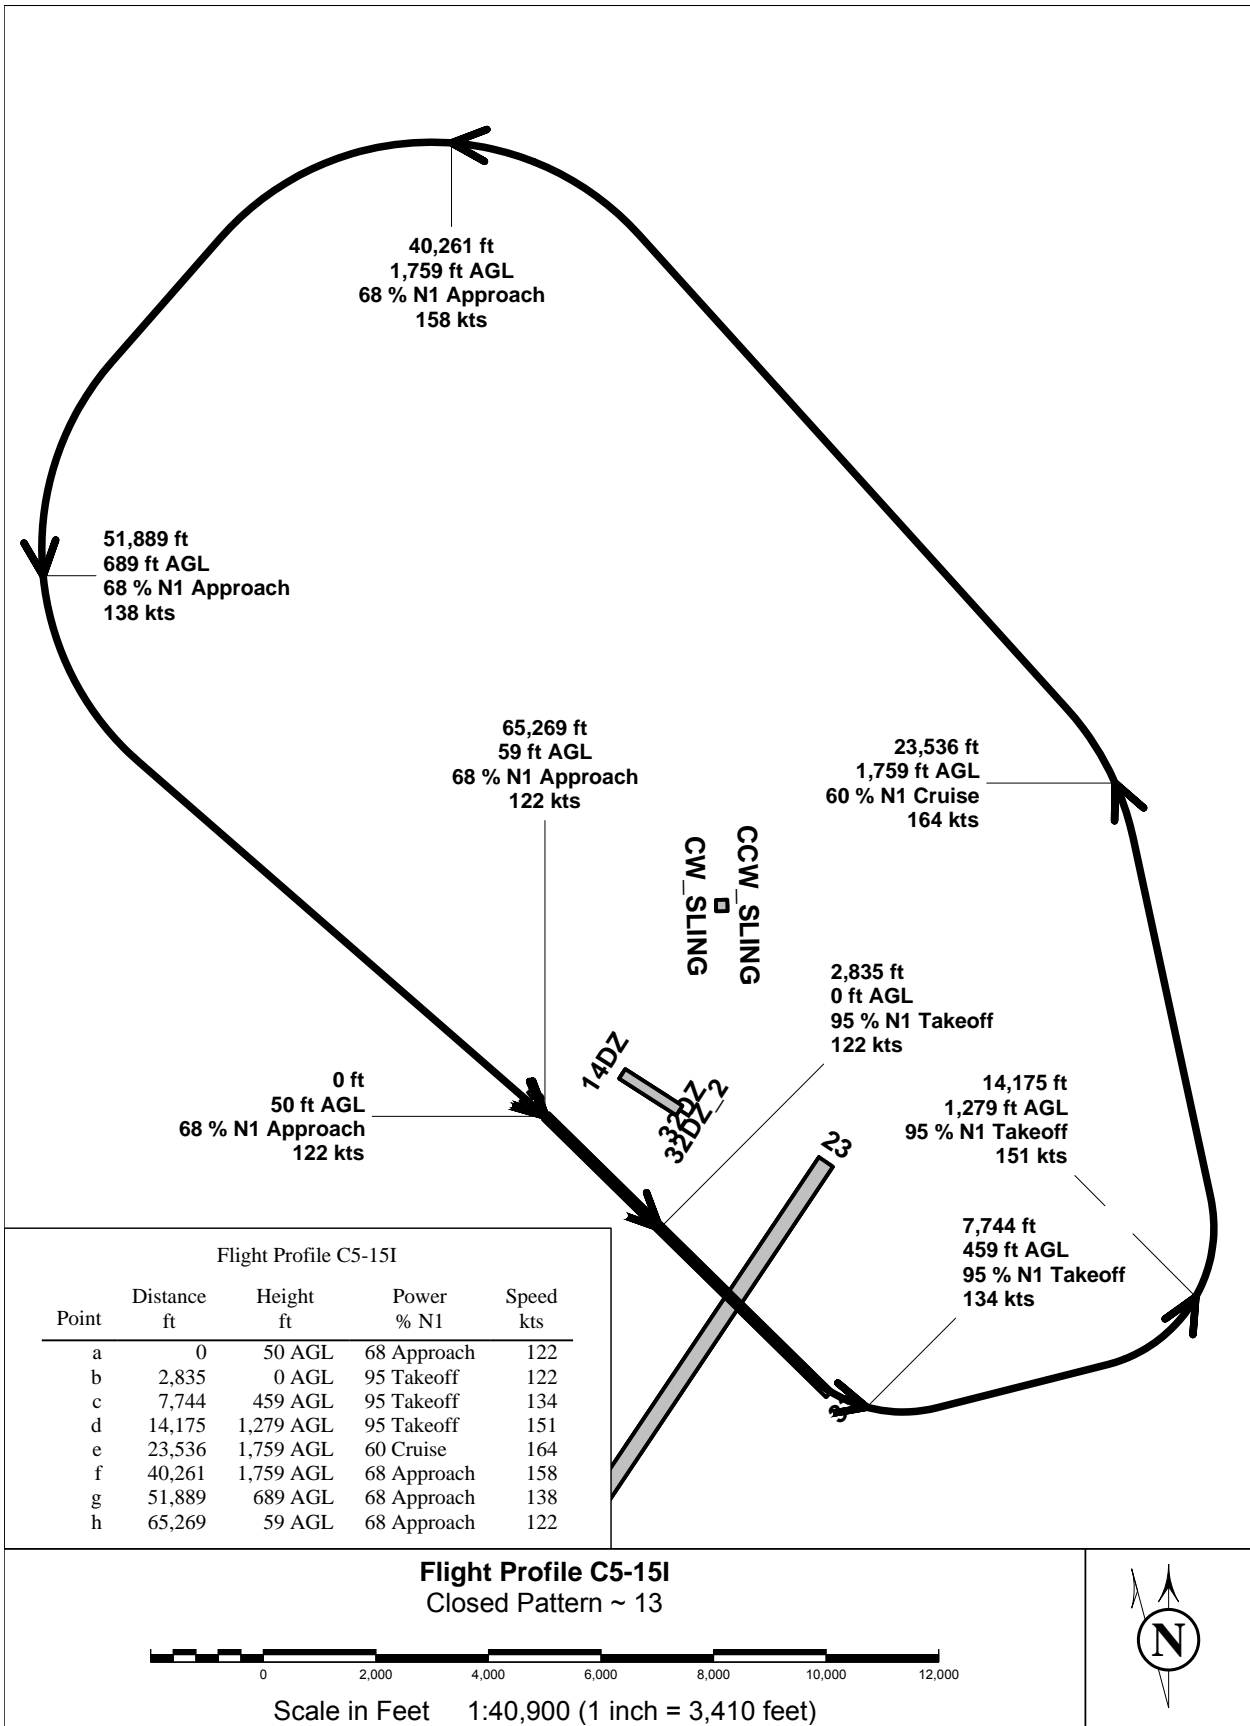 40,261 ft
1,759 ft AGL
68 % N1 Approach
158 kts
51,889 ft
689 ft AGL
68 % N1 Approach
138 kts
65,269 ft
59 ft AGL
68 % N1 Approach
122 kts
23,536 ft
1,759 ft AGL
60 % N1 Cruise
164 kts
CW_SLING
CCW_SLING
2,835 ft
0 ft AGL
95 % N1 Takeoff
122 kts
14DZ
32DZ
32DZ_2
0 ft
50 ft AGL
68 % N1 Approach
122 kts
14,175 ft
1,279 ft AGL
95 % N1 Takeoff
151 kts
23
7,744 ft
459 ft AGL
95 % N1 Takeoff
134 kts
Flight Profile C5-15I
Point Distance ft Height ft Power % N1 Speed kts
a 0 50 AGL 68 Approach 122
b 2,835 0 AGL 95 Takeoff 122
c 7,744 459 AGL 95 Takeoff 134
d 14,175 1,279 AGL 95 Takeoff 151
e 23,536 1,759 AGL 60 Cruise 164
f 40,261 1,759 AGL 68 Approach 158
g 51,889 689 AGL 68 Approach 138
h 65,269 59 AGL 68 Approach 122
Flight Profile C5-15I
Closed Pattern ~ 13
0 2,000 4,000 6,000 8,000 10,000 12,000
Scale in Feet 1:40,900 (1 inch = 3,410 feet)
N